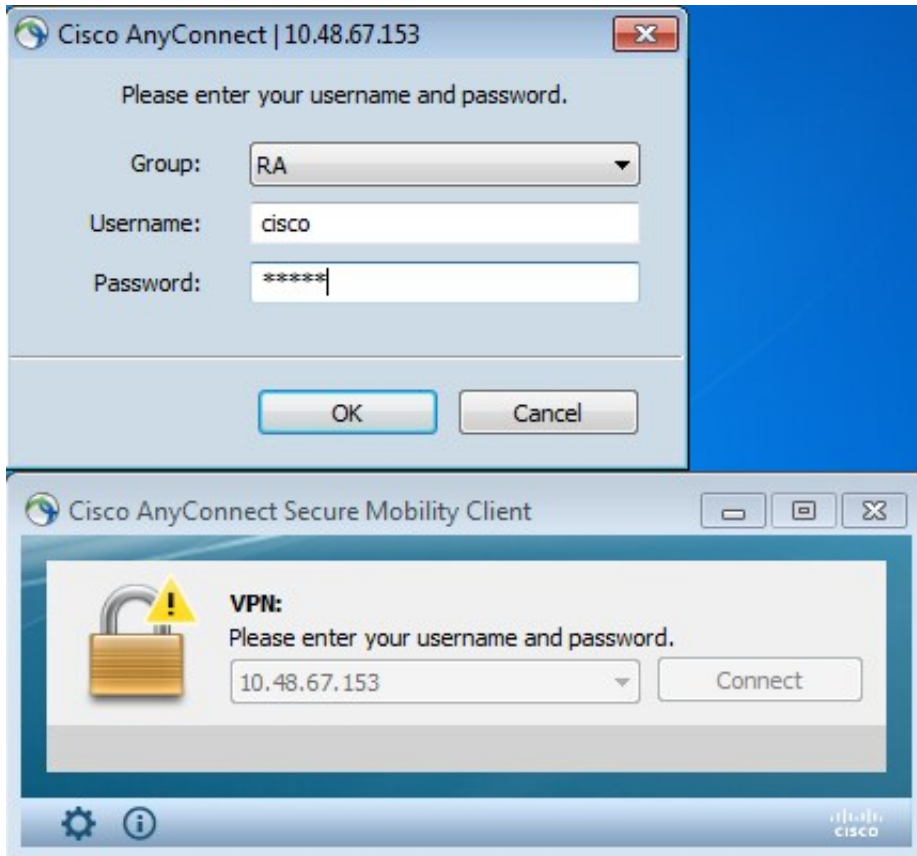 Cisco AnyConnect | 10.48.67.153
Please enter your username and password.
Group: RA
Username: cisco
Password: *****
OK Cancel
Cisco AnyConnect Secure Mobility Client
VPN:
Please enter your username and password.
10.48.67.153 Connect
CISCO